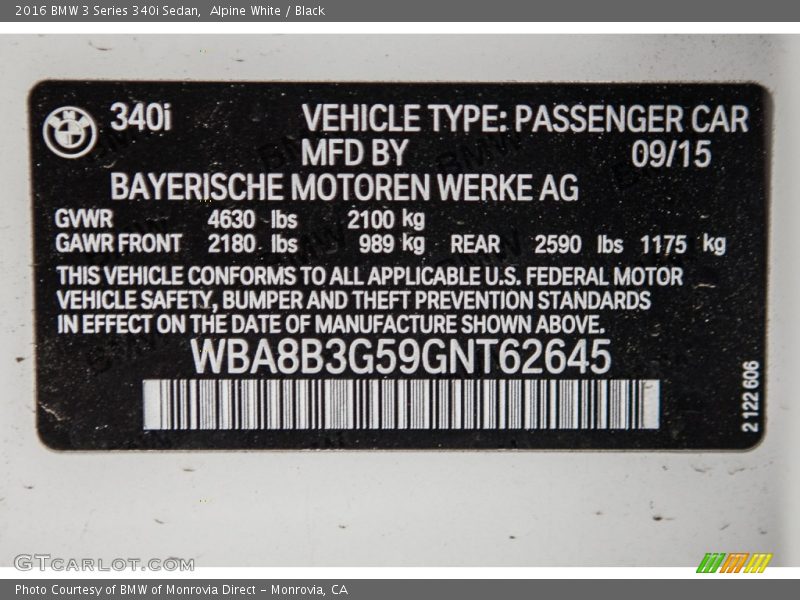 2016 BMW 3 Series 340i Sedan, Alpine White / Black
340i VEHICLE TYPE: PASSENGER CAR
MFD BY 09/15
BAYERISCHE MOTOREN WERKE AG
GVWR 4630 lbs 2100 kg
GAWR FRONT 2180 lbs 989 kg REAR 2590 lbs 1175 kg
THIS VEHICLE CONFORMS TO ALL APPLICABLE U.S. FEDERAL MOTOR
VEHICLE SAFETY, BUMPER AND THEFT PREVENTION STANDARDS
IN EFFECT ON THE DATE OF MANUFACTURE SHOWN ABOVE.
WBA8B3G59GNT62645
2 122 606
GTCARLOT.COM
Photo Courtesy of BMW of Monrovia Direct - Monrovia, CA